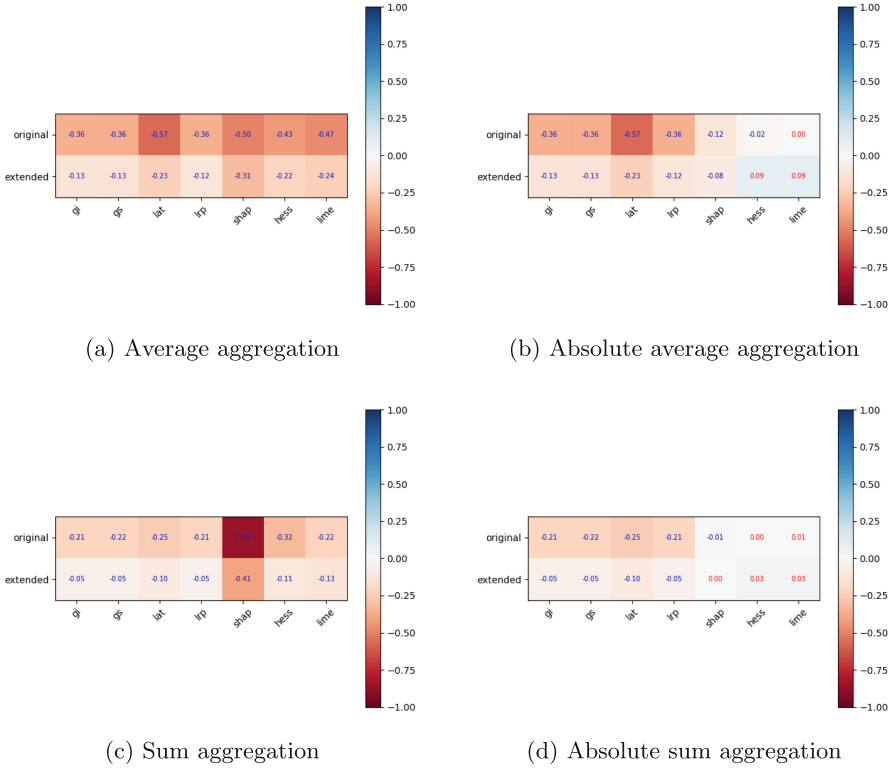 1.00
0.75
0.50
0.25
0.00
−0.25
−0.50
−0.75
−1.00
original -0.36 -0.36 -0.57 -0.36 -0.50 -0.43 -0.47
extended -0.13 -0.13 -0.23 -0.12 -0.31 -0.22 -0.24
gi gs lat lrp shap hess lime
(a) Average aggregation
1.00
0.75
0.50
0.25
0.00
−0.25
−0.50
−0.75
−1.00
original -0.36 -0.36 -0.57 -0.36 -0.12 -0.02 0.00
extended -0.13 -0.13 -0.23 -0.12 -0.08 0.09 0.09
gi gs lat lrp shap hess lime
(b) Absolute average aggregation
1.00
0.75
0.50
0.25
0.00
−0.25
−0.50
−0.75
−1.00
original -0.21 -0.22 -0.25 -0.21 -0.32 -0.22
extended -0.05 -0.05 -0.10 -0.05 -0.41 -0.11 -0.13
gi gs lat lrp shap hess lime
(c) Sum aggregation
1.00
0.75
0.50
0.25
0.00
−0.25
−0.50
−0.75
−1.00
original -0.21 -0.22 -0.25 -0.21 -0.01 0.00 0.01
extended -0.05 -0.05 -0.10 -0.05 0.00 0.03 0.03
gi gs lat lrp shap hess lime
(d) Absolute sum aggregation